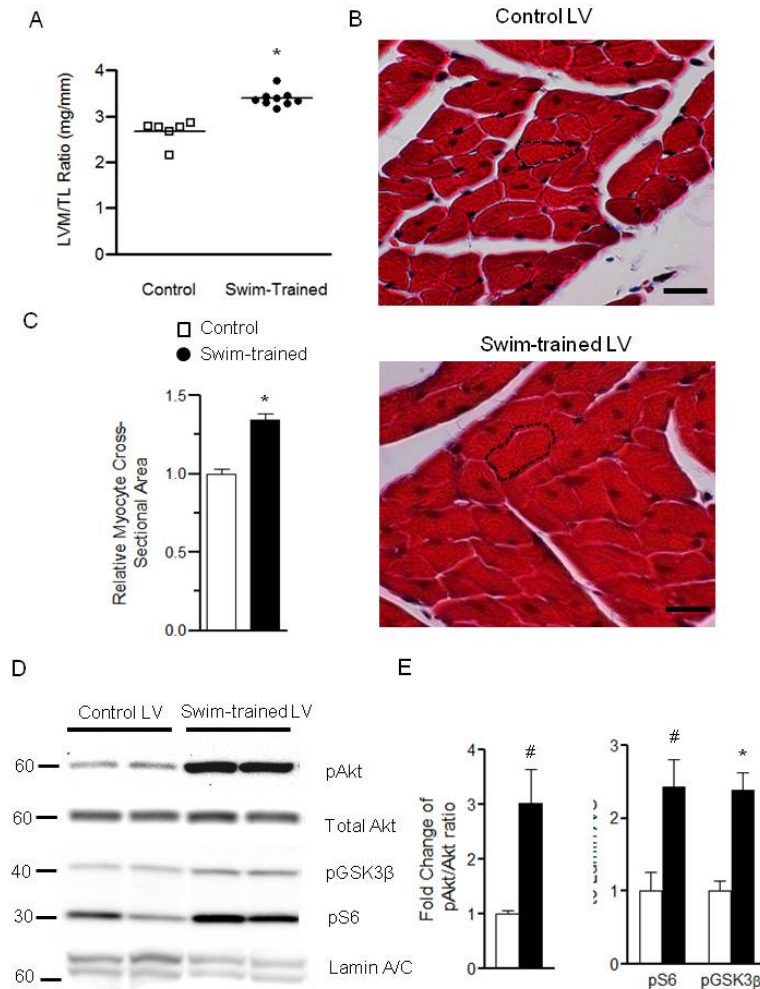 A
*
4
3
2
1
0
LVM/TL Ratio (mg/mm)
Control Swim-Trained
B
Control LV
Swim-trained LV
C
Control
Swim-trained
*
1.5
1.0
0.5
0.0
Relative Myocyte Cross-
Sectional Area
D
Control LV Swim-trained LV
60 pAkt
60 Total Akt
40 pGSK3β
30 pS6
60 Lamin A/C
E
#
4
3
2
1
0
Fold Change of
pAkt/Akt ratio
# *
3
2
1
0
pS6 pGSK3β